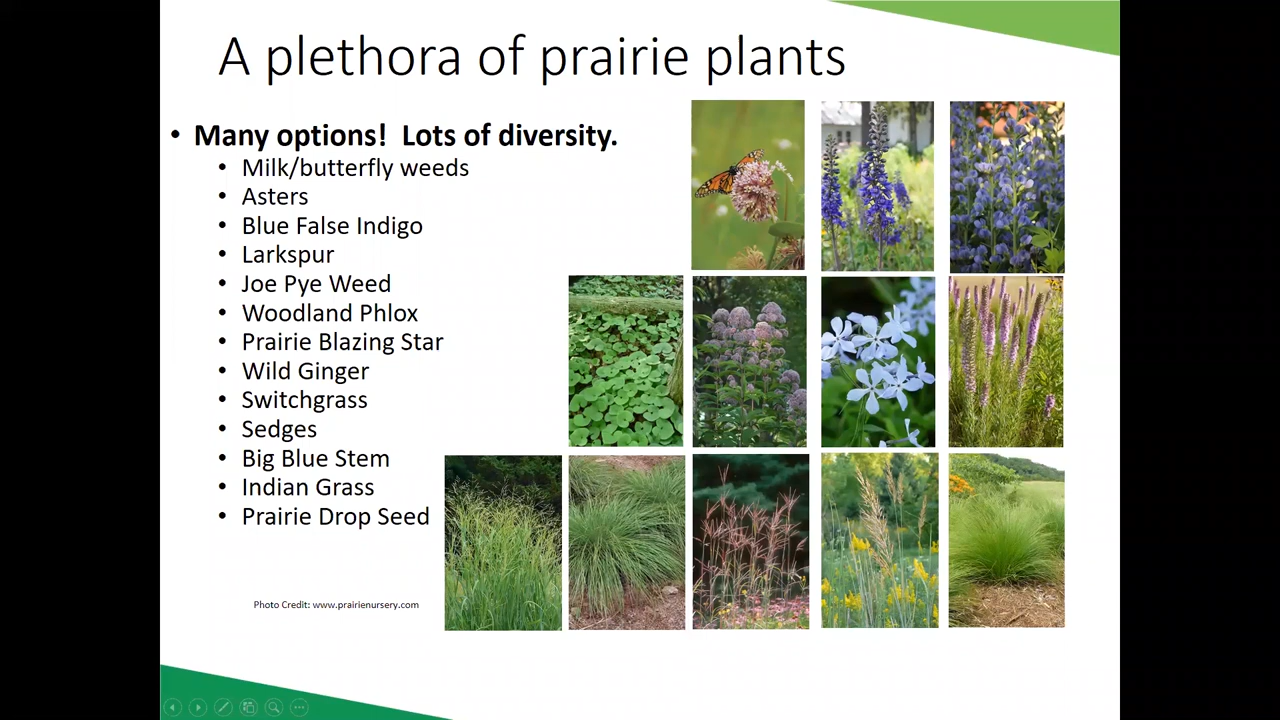 A plethora of prairie plants
• Many options! Lots of diversity.
• Milk/butterfly weeds
• Asters
• Blue False Indigo
• Larkspur
• Joe Pye Weed
• Woodland Phlox
• Prairie Blazing Star
• Wild Ginger
• Switchgrass
• Sedges
• Big Blue Stem
• Indian Grass
• Prairie Drop Seed
Photo Credit: www.prairienursery.com